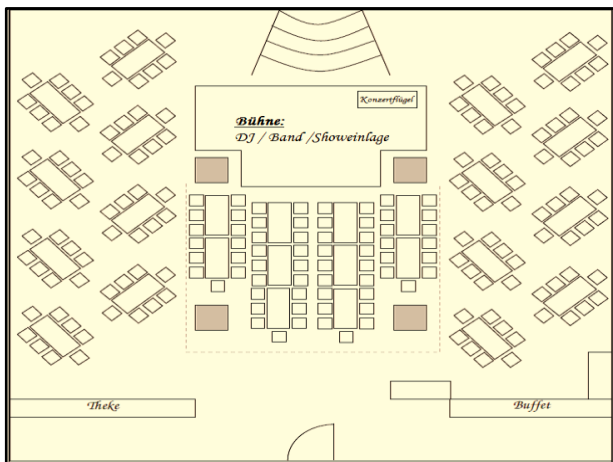 Konzertflügel
Bühne:
DJ / Band /Showeinlage
Theke
Buffet